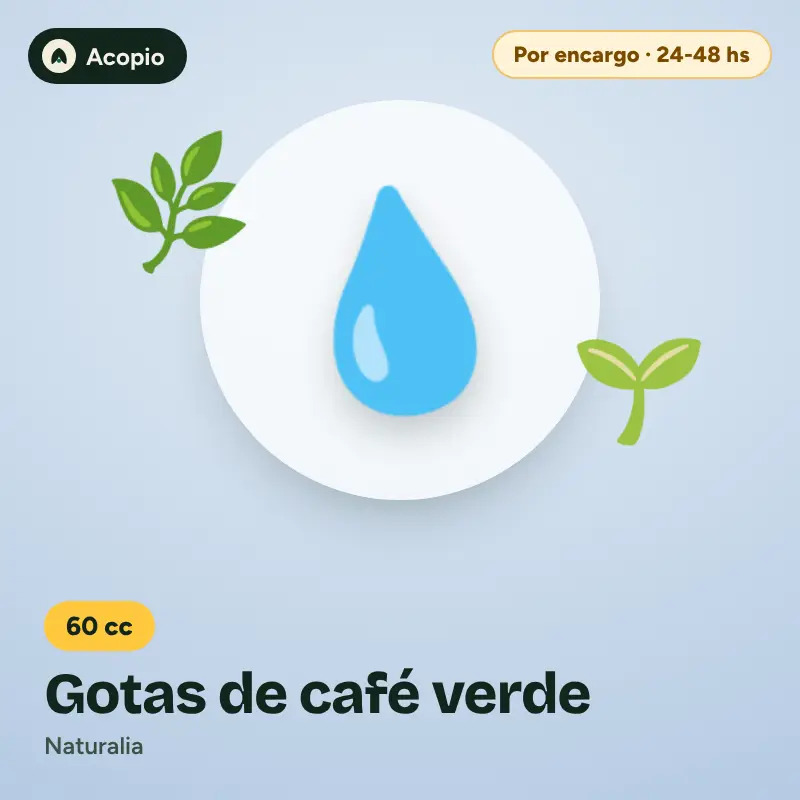 Acopio
Por encargo · 24-48 hs
60 cc
Gotas de café verde
Naturalia